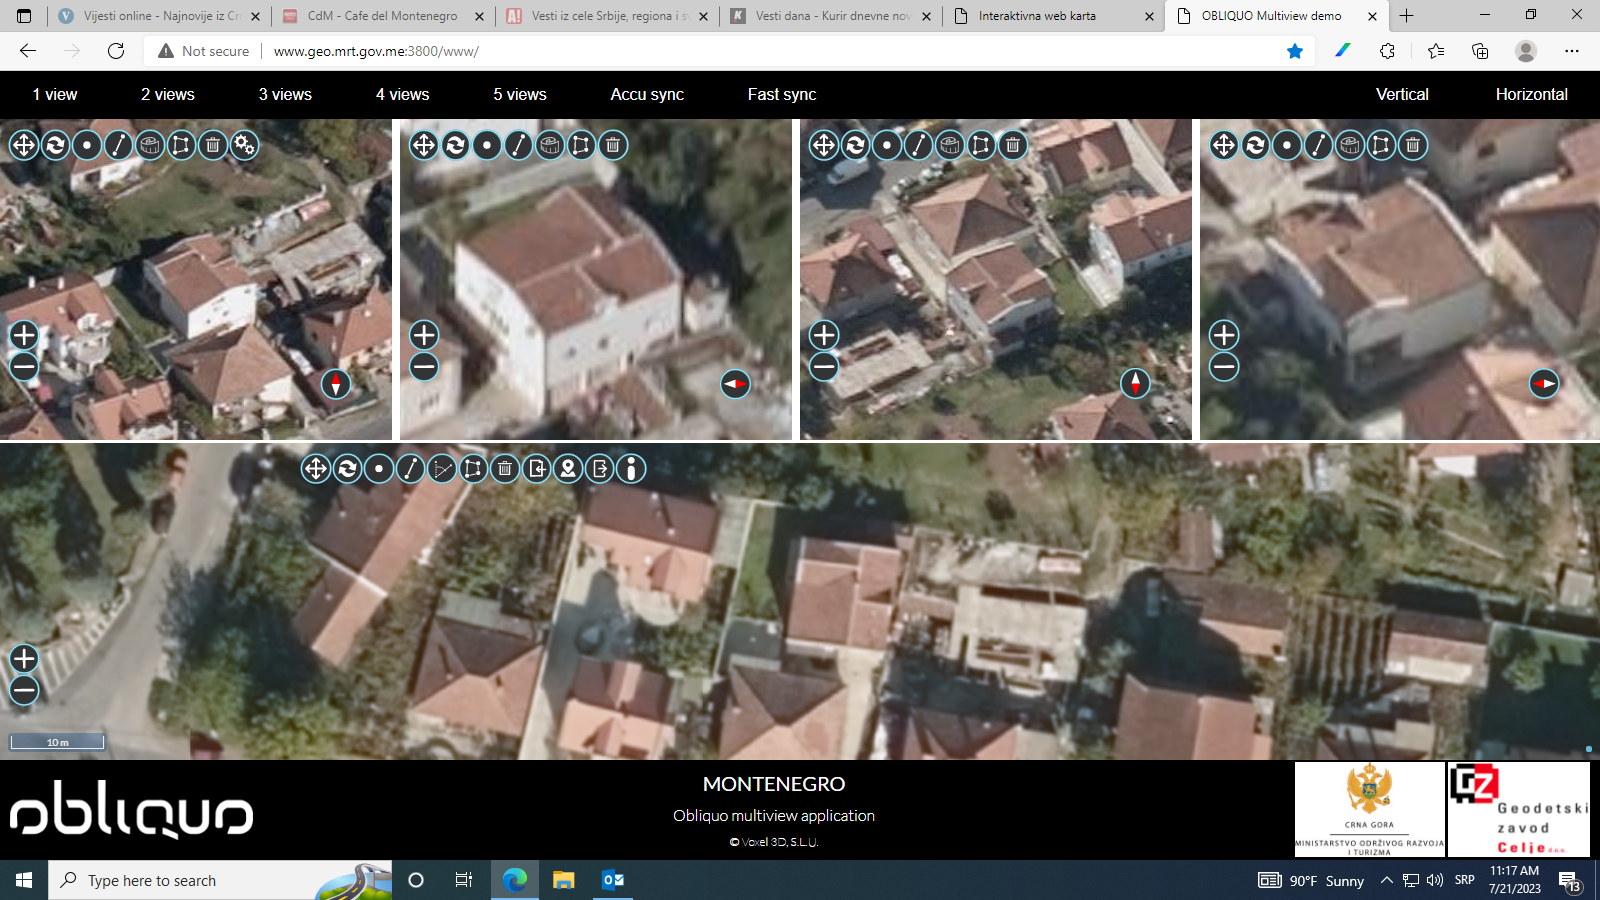 Vijesti online - Najnovije iz Cr
CdM - Cafe del Montenegro
Vesti iz cele Srbije, regiona i s
Vesti dana - Kurir dnevne nov
Interaktivna web karta
OBLIQUO Multiview demo
Not secure
www.geo.mrt.gov.me:3800/www/
1 view
2 views
3 views
4 views
5 views
Accu sync
Fast sync
Vertical
Horizontal
10 m
obliquo
MONTENEGRO
Obliquo multiview application
© Voxel 3D, S.L.U.
CRNA GORA
MINISTARSTVO ODRŽIVOG RAZVOJA
I TURIZMA
GZ
Geodetski
zavod
Celje d.o.o.
Type here to search
90°F Sunny
SRP
11:17 AM
7/21/2023
13